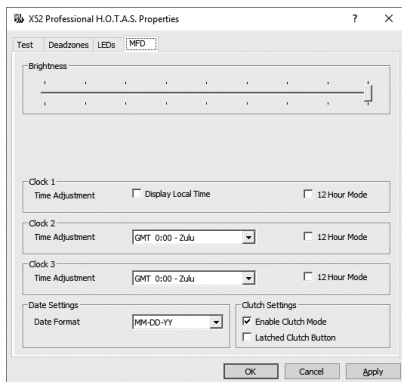 X52 Professional H.O.T.A.S. Properties ? ×
Test Deadzones LEDs MFD
Brightness
Clock 1
Time Adjustment Display Local Time 12 Hour Mode
Clock 2
Time Adjustment GMT 0:00 - Zulu 12 Hour Mode
Clock 3
Time Adjustment GMT 0:00 - Zulu 12 Hour Mode
Date Settings Clutch Settings
Date Format MM-DD-YY Enable Clutch Mode
Latched Clutch Button
OK Cancel Apply